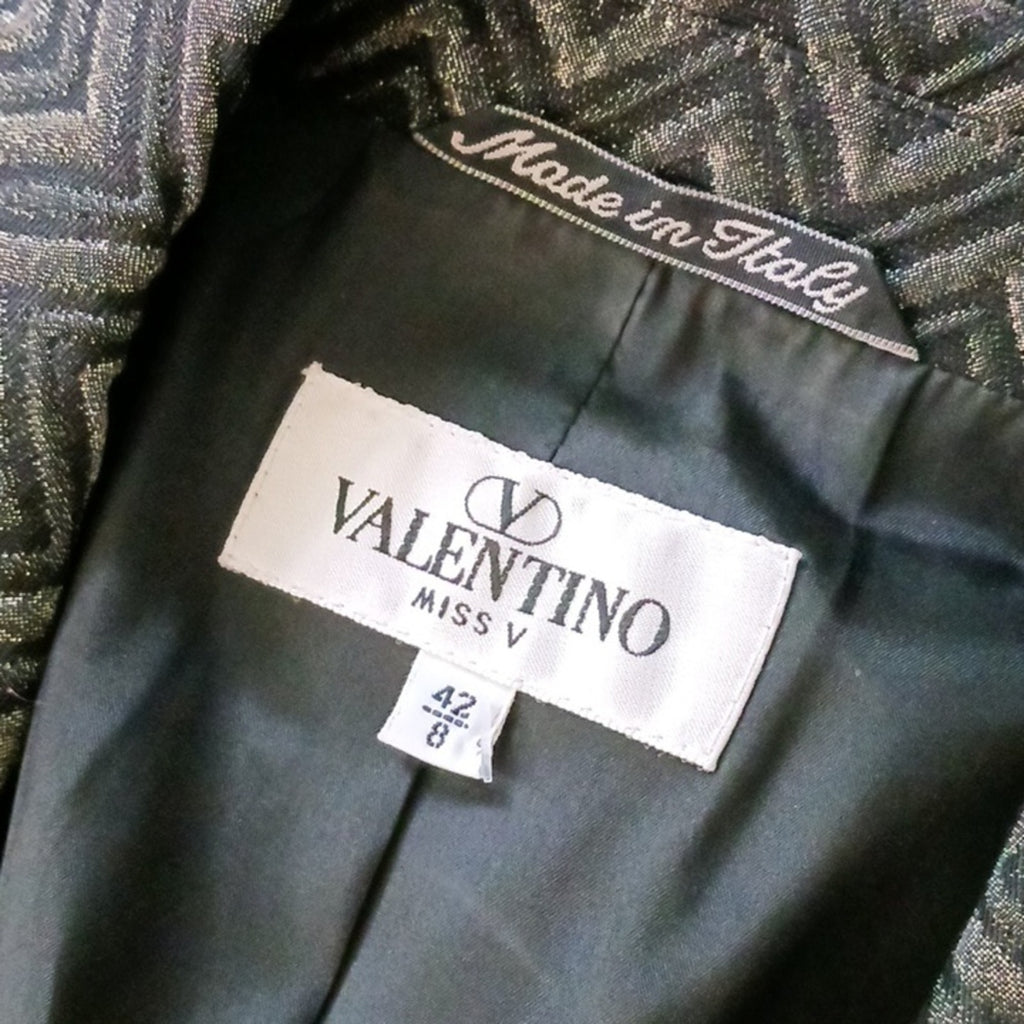 Made in Italy
V
VALENTINO
MISS V
42
8